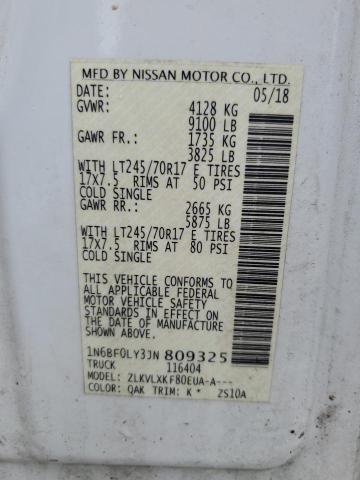 MFD BY NISSAN MOTOR CO., LTD.
DATE: 05/18
GVWR: 4128 KG
9100 LB
GAWR FR.: 1735 KG
3825 LB
WITH LT245/70R17 E TIRES
17X7.5 RIMS AT 50 PSI
COLD SINGLE
GAWR RR.: 2665 KG
5875 LB
WITH LT245/70R17 E TIRES
17X7.5 RIMS AT 80 PSI
COLD SINGLE
THIS VEHICLE CONFORMS TO
ALL APPLICABLE FEDERAL
MOTOR VEHICLE SAFETY
STANDARDS IN EFFECT ON THE
DATE OF MANUFACTURE.
1N6BF0LY3JN 809325
TRUCK 116404
MODEL: ZLKVLXKF80EUA-A---
COLOR: QAK TRIM: K * 2S10A